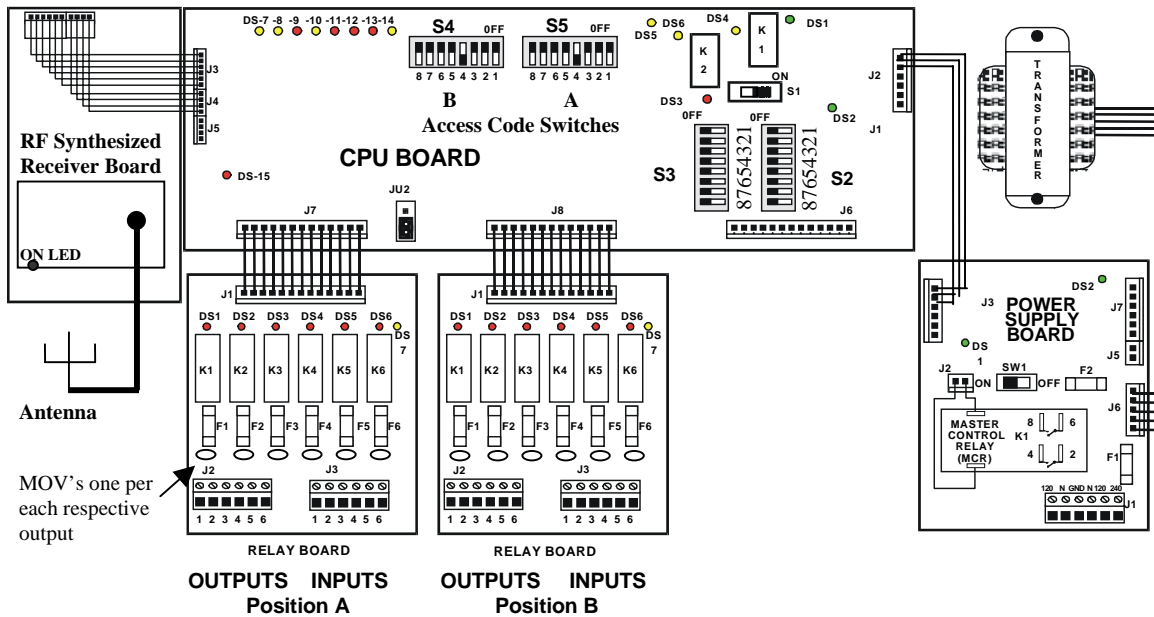 DS-7 -8 -9 -10 -11 -12 -13 -14
S4 0FF
8 7 6 5 4 3 2 1
B
S5 0FF
8 7 6 5 4 3 2 1
A
Access Code Switches
CPU BOARD
DS6
DS5
DS4
DS1
K 1
K 2
ON
S1
DS3
DS2
0FF
0FF
S3
87654321
87654321
S2
J2
J1
J3
J4
J5
DS-15
JU2
J7
J8
J6
RF Synthesized
Receiver Board
ON LED
Antenna
TRANSFORMER
J1
DS1 DS2 DS3 DS4 DS5 DS6
DS
7
K1 K2 K3 K4 K5 K6
F1 F2 F3 F4 F5 F6
J2 J3
1 2 3 4 5 6 1 2 3 4 5 6
RELAY BOARD
OUTPUTS INPUTS
Position A
MOV's one per
each respective
output
J1
DS1 DS2 DS3 DS4 DS5 DS6
DS
7
K1 K2 K3 K4 K5 K6
F1 F2 F3 F4 F5 F6
J2 J3
1 2 3 4 5 6 1 2 3 4 5 6
RELAY BOARD
OUTPUTS INPUTS
Position B
DS2
J3
POWER
SUPPLY
BOARD
J7
DS
1
J5
J2
ON
SW1
OFF
F2
J6
MASTER
CONTROL
RELAY
(MCR)
8 K1 6
4 2
F1
120 N GND N 120 240
J1